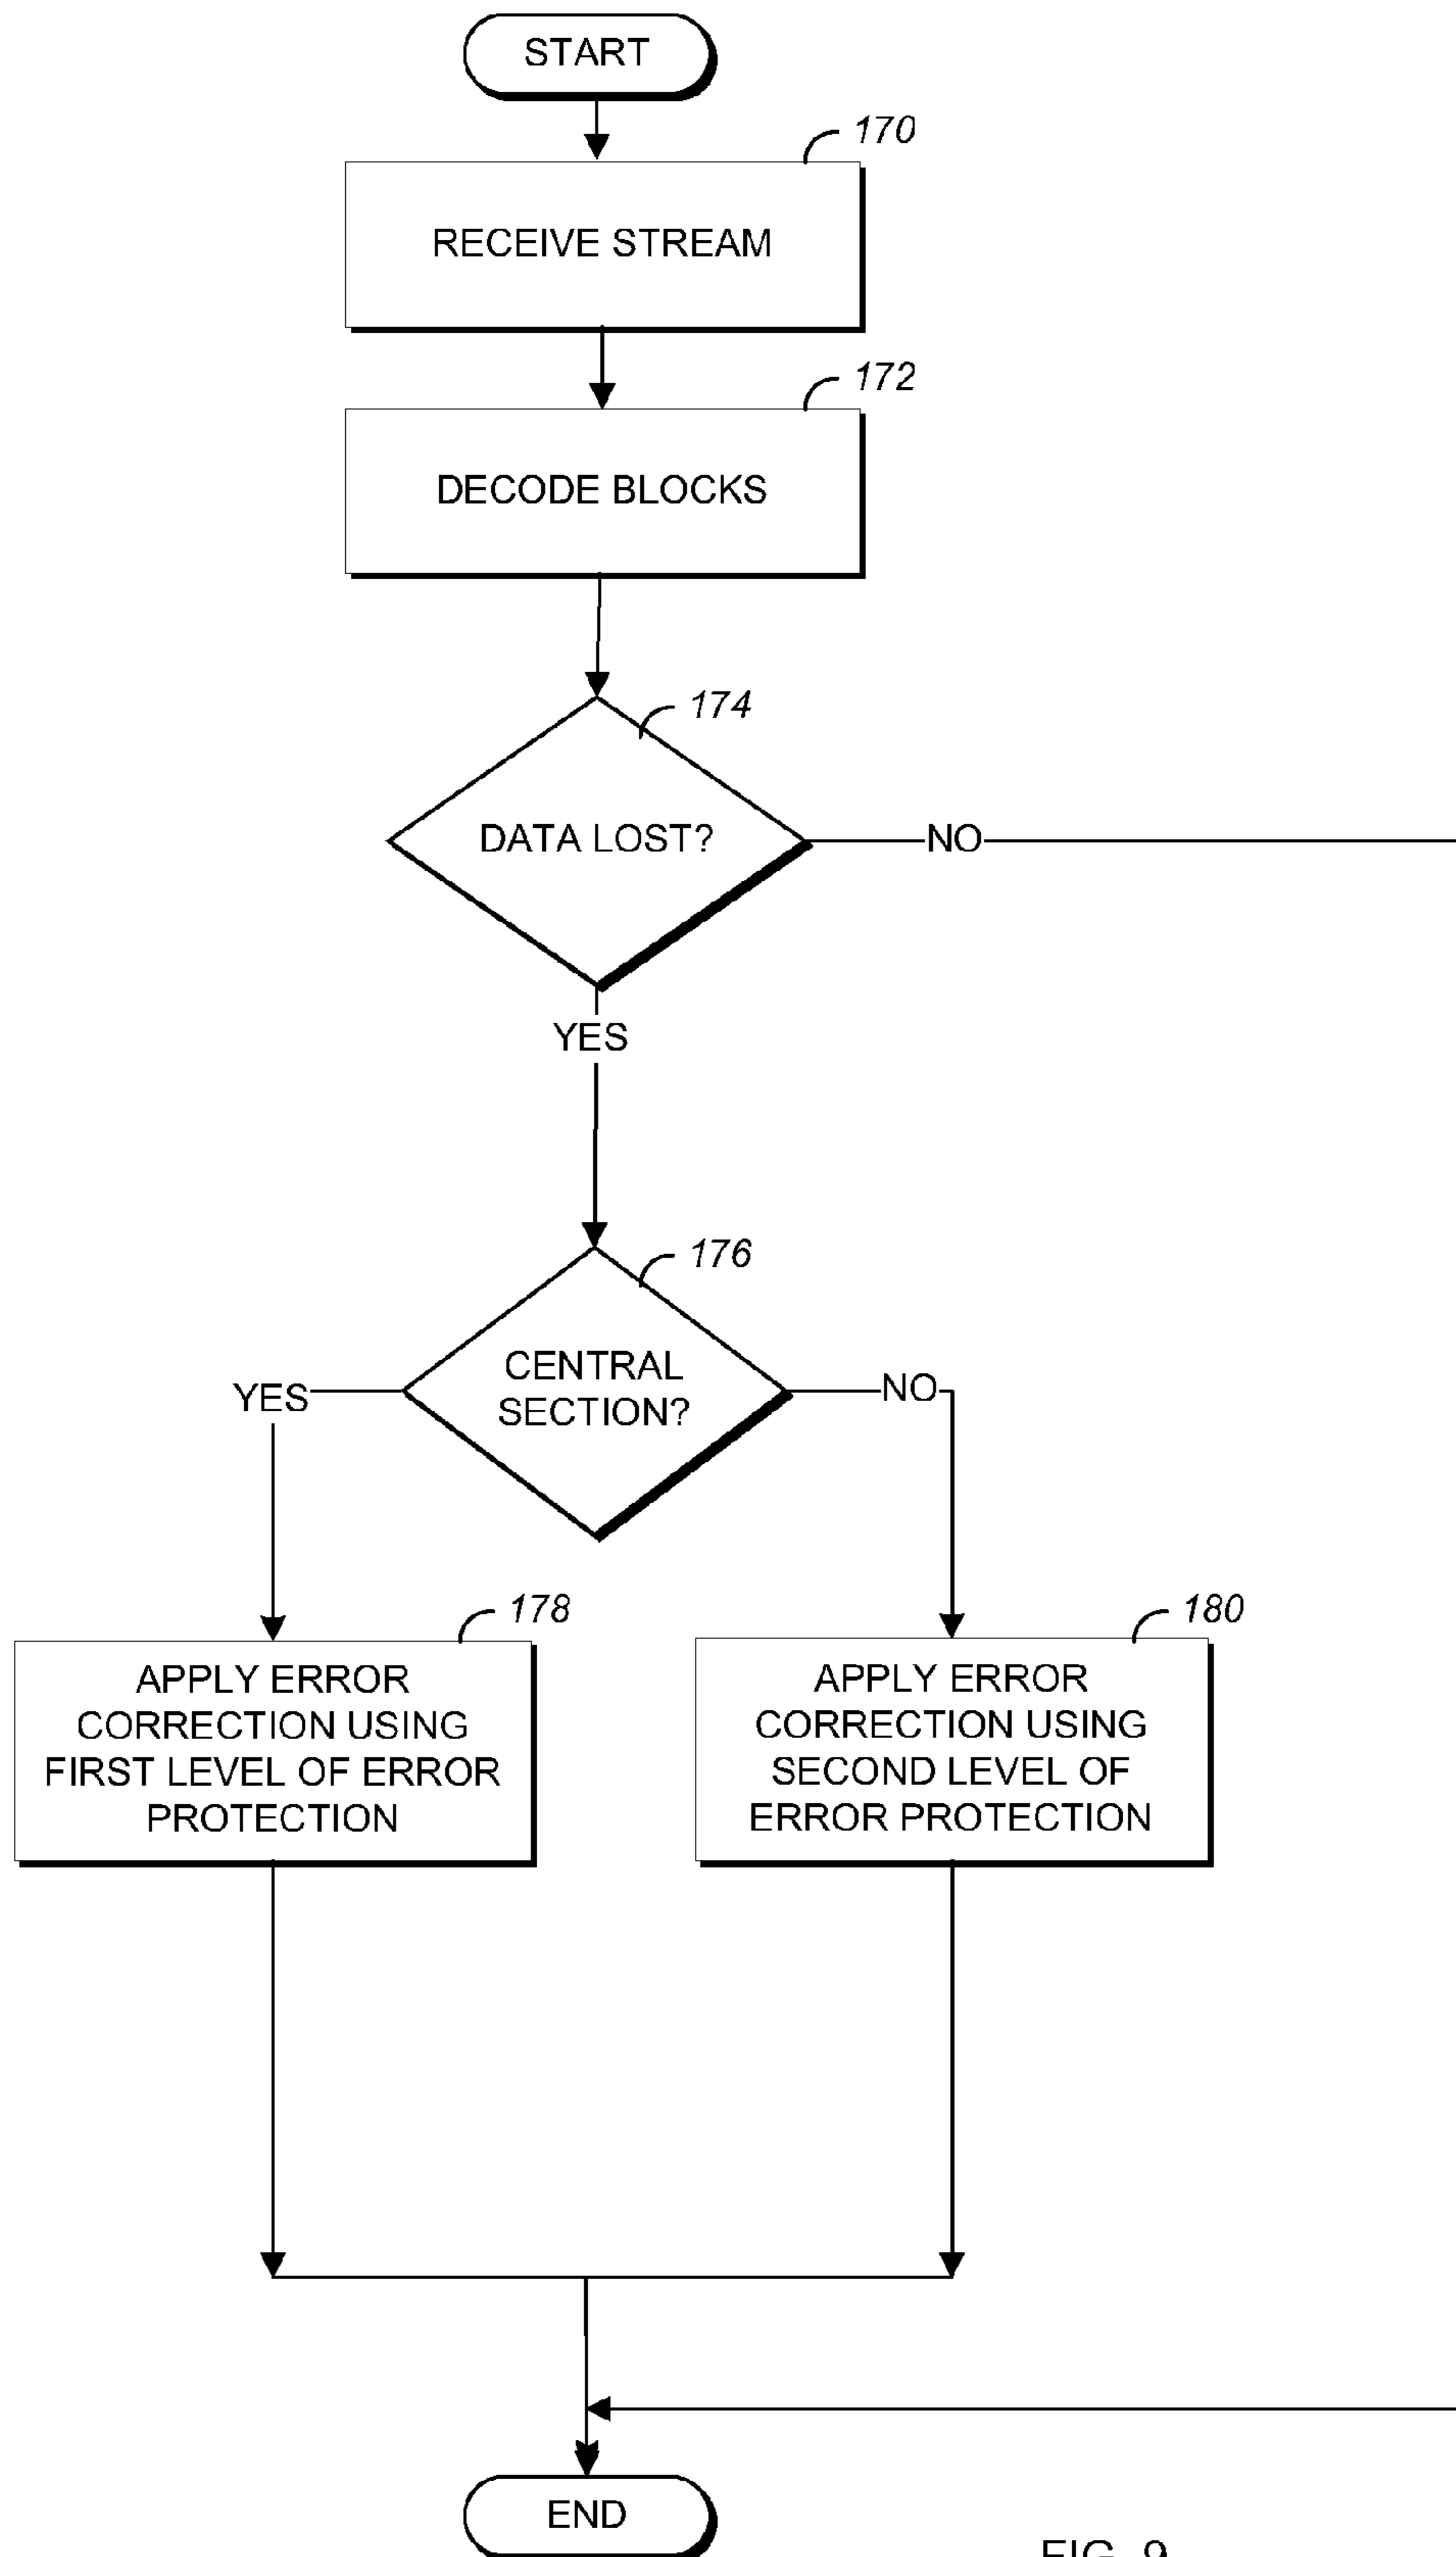 START
170
RECEIVE STREAM
172
DECODE BLOCKS
174
DATA LOST?
NO
YES
176
CENTRAL
SECTION?
YES
NO
178
APPLY ERROR
CORRECTION USING
FIRST LEVEL OF ERROR
PROTECTION
180
APPLY ERROR
CORRECTION USING
SECOND LEVEL OF
ERROR PROTECTION
END
FIG. 9